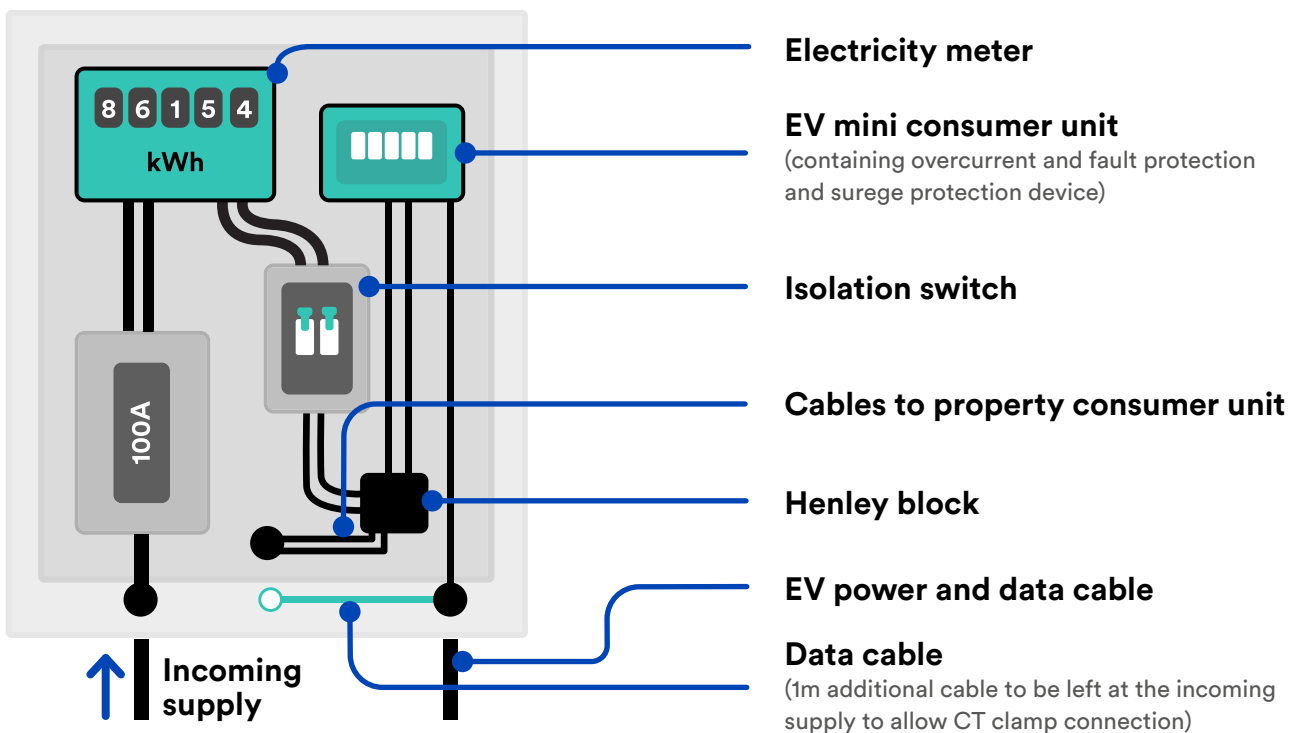 Electricity meter
8 6 1 5 4
kWh
EV mini consumer unit
(containing overcurrent and fault protection
and surege protection device)
Isolation switch
100A
Cables to property consumer unit
Henley block
EV power and data cable
Incoming
supply
Data cable
(1m additional cable to be left at the incoming
supply to allow CT clamp connection)